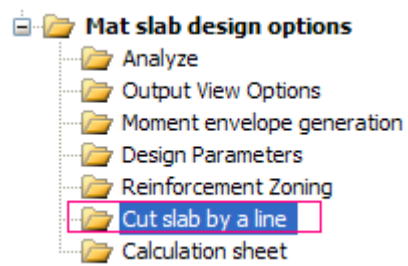 Mat slab design options
Analyze
Output View Options
Moment envelope generation
Design Parameters
Reinforcement Zoning
Cut slab by a line
Calculation sheet